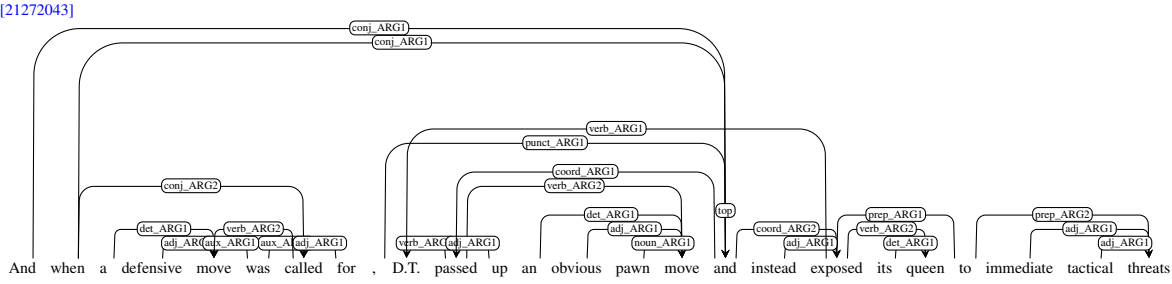 [21272043]
conj_ARG1
conj_ARG1
verb_ARG1
punct_ARG1
coord_ARG1
conj_ARG2 verb_ARG2
top
det_ARG1 prep_ARG1 prep_ARG2
det_ARG1 verb_ARG2 adj_ARG1 coord_ARG2 verb_ARG2 adj_ARG1
aux_ARG1 adj_ARG1 adj_ARG1 noun_ARG1 adj_ARG1 det_ARG1 adj_ARG1
And when a defensive move was called for , D.T. passed up an obvious pawn move and instead exposed its queen to immediate tactical threats